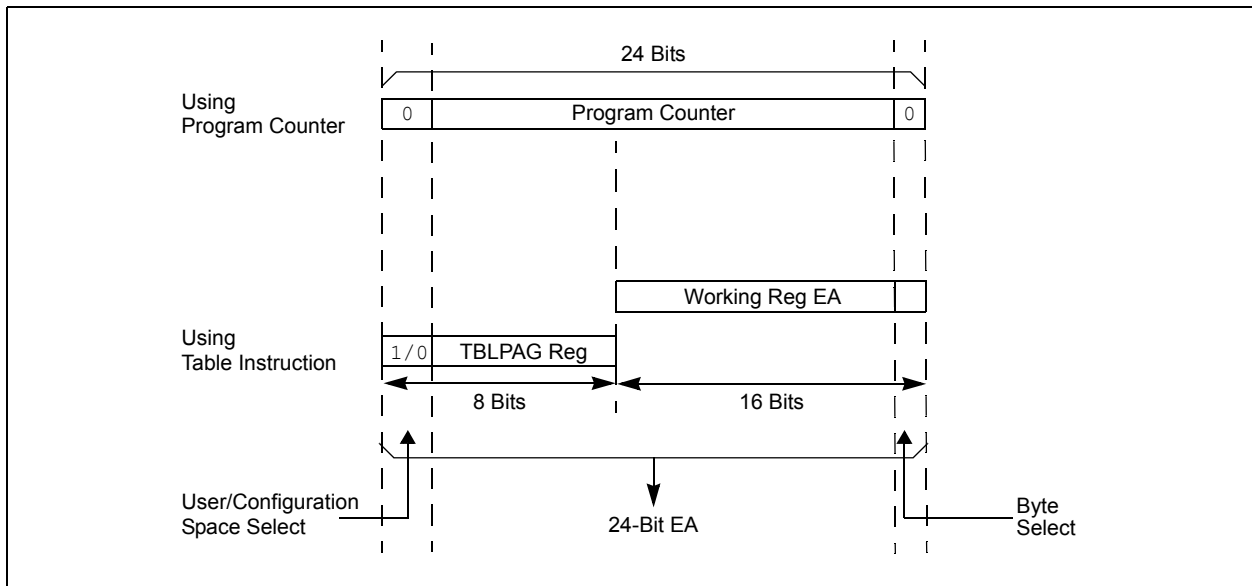 24 Bits
Using
Program Counter
0
Program Counter
0
Working Reg EA
Using
Table Instruction
1/0
TBLPAG Reg
8 Bits
16 Bits
User/Configuration
Space Select
24-Bit EA
Byte
Select